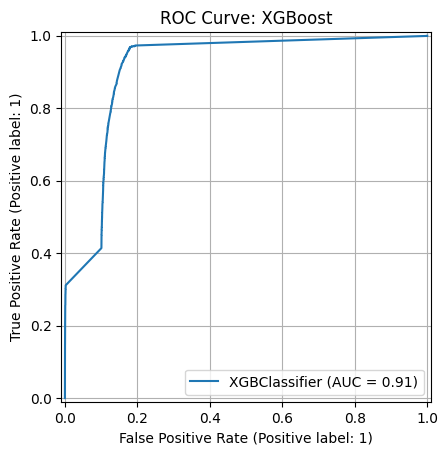 ROC Curve: XGBoost
1.0
0.8
0.6
0.4
0.2
0.0
True Positive Rate (Positive label: 1)
XGBClassifier (AUC = 0.91)
0.0 0.2 0.4 0.6 0.8 1.0
False Positive Rate (Positive label: 1)